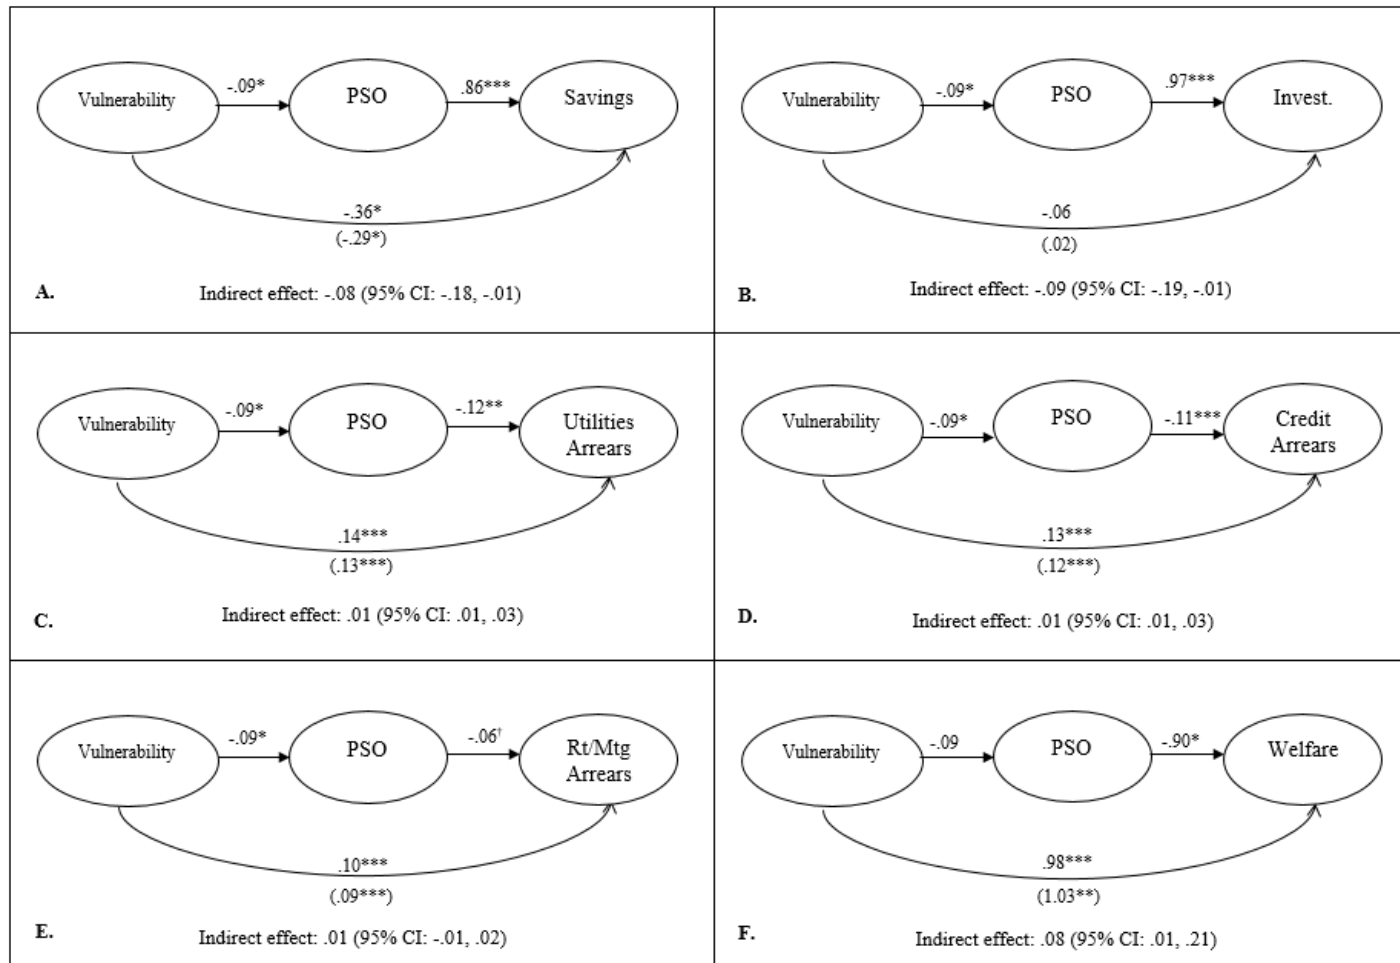 Vulnerability
-.09*
PSO
.86***
Savings
-.36*
(-.29*)
A.
Indirect effect: -.08 (95% CI: -.18, -.01)
Vulnerability
-.09*
PSO
.97***
Invest.
-.06
(.02)
B.
Indirect effect: -.09 (95% CI: -.19, -.01)
Vulnerability
-.09*
PSO
-.12**
Utilities
Arrears
.14***
(.13***)
C.
Indirect effect: .01 (95% CI: .01, .03)
Vulnerability
-.09*
PSO
-.11***
Credit
Arrears
.13***
(.12***)
D.
Indirect effect: .01 (95% CI: .01, .03)
Vulnerability
-.09*
PSO
-.06†
Rt/Mtg
Arrears
.10***
(.09***)
E.
Indirect effect: .01 (95% CI: -.01, .02)
Vulnerability
-.09
PSO
-.90*
Welfare
.98***
(1.03**)
F.
Indirect effect: .08 (95% CI: .01, .21)